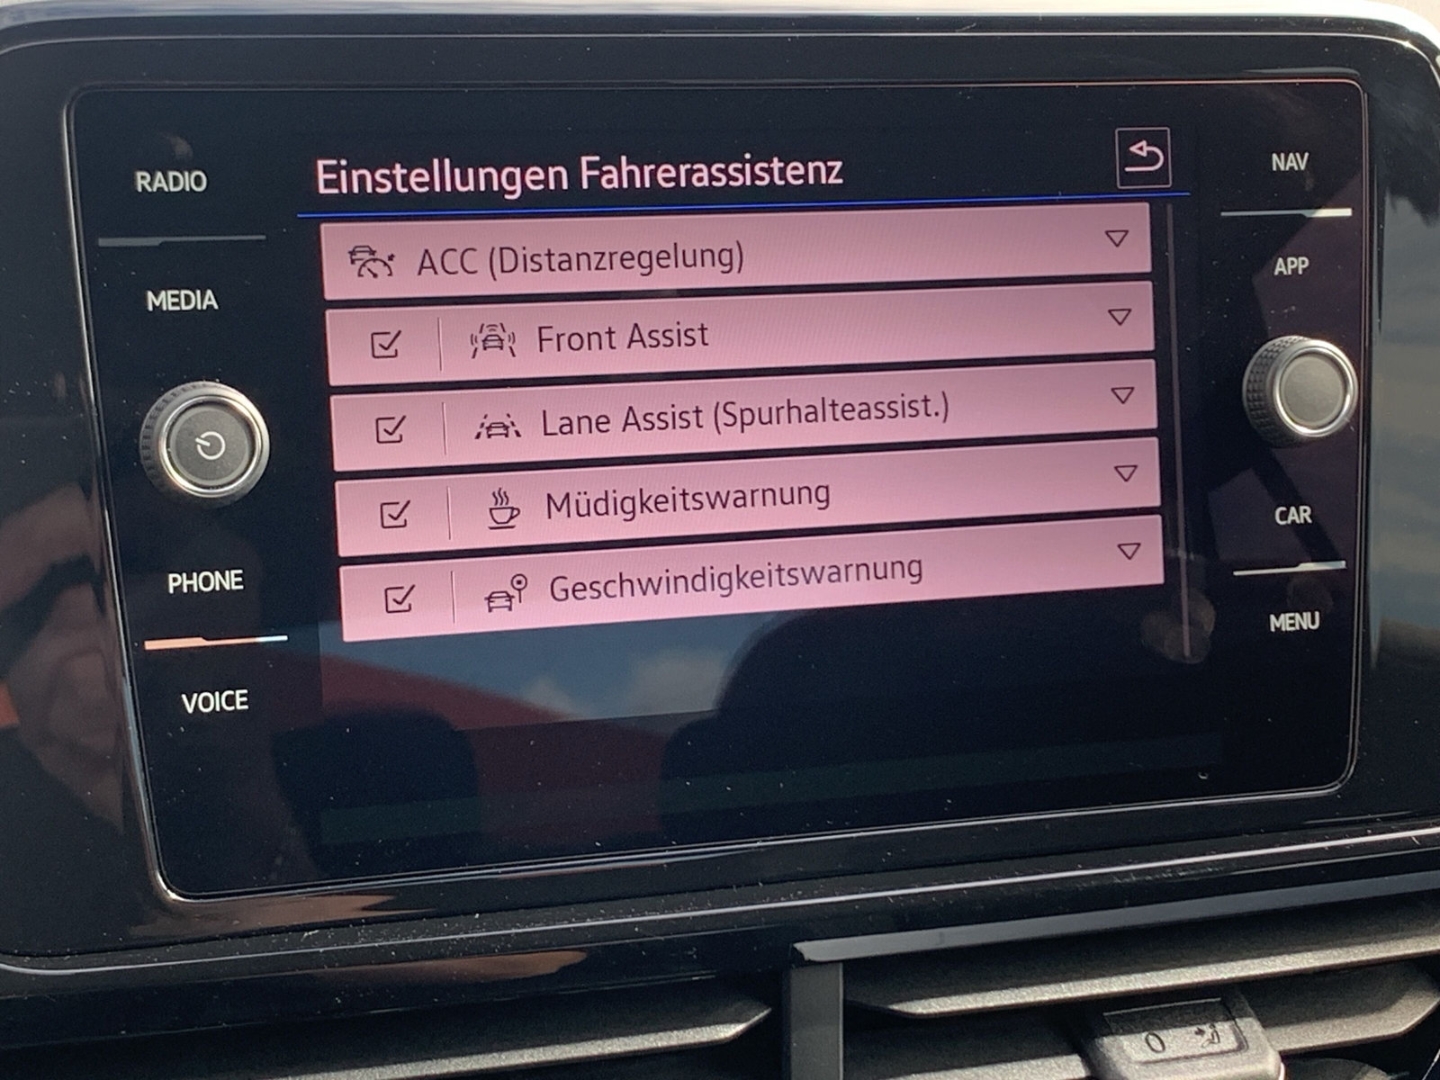 RADIO
MEDIA
PHONE
VOICE
Einstellungen Fahrerassistenz
ACC (Distanzregelung)
Front Assist
Lane Assist (Spurhalteassist.)
Müdigkeitswarnung
Geschwindigkeitswarnung
NAV
APP
CAR
MENU
0